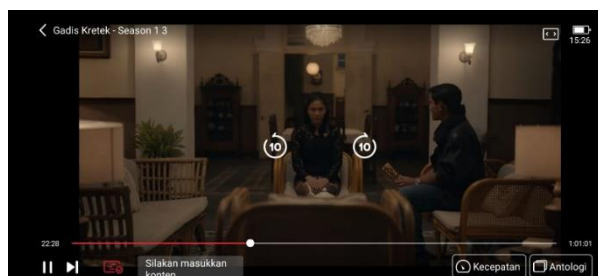 Gadis Kretek - Season 1 3
15:26
10
10
22:28
1:01:01
Silakan masukkan
konten
Kecepatan
Antologi